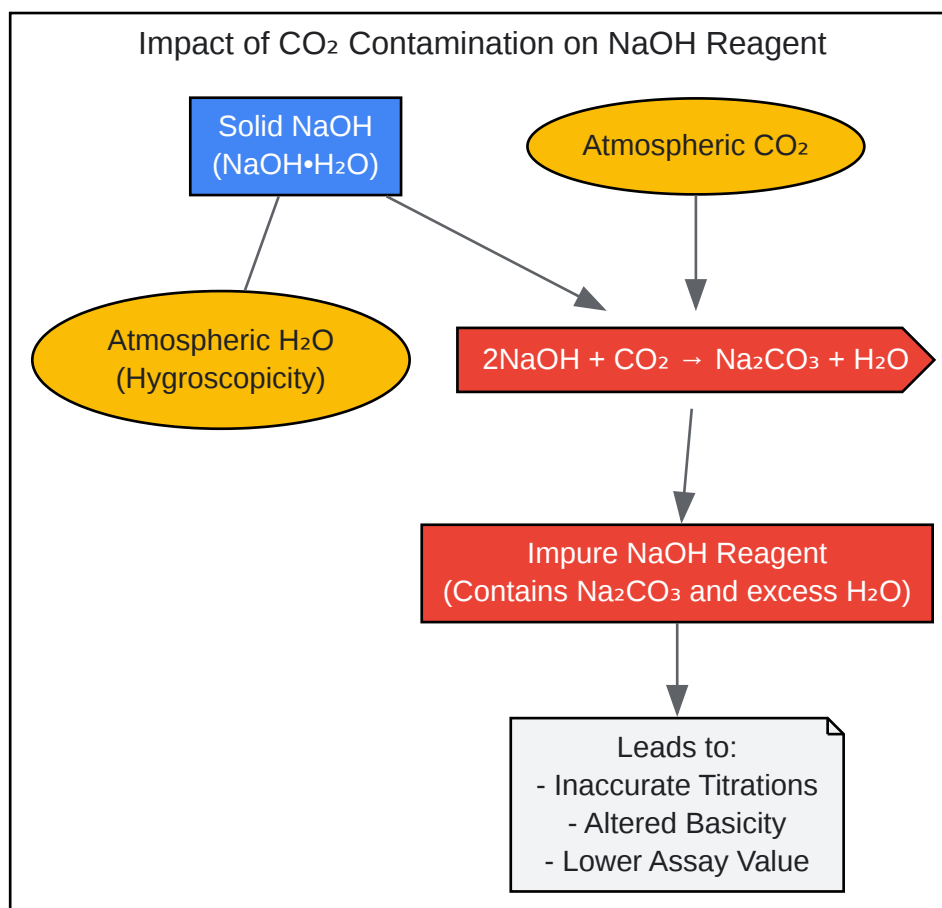 Impact of CO₂ Contamination on NaOH Reagent
Solid NaOH
(NaOH•H₂O)
Atmospheric CO₂
Atmospheric H₂O
(Hygroscopicity)
2NaOH + CO₂ → Na₂CO₃ + H₂O
Impure NaOH Reagent
(Contains Na₂CO₃ and excess H₂O)
Leads to:
- Inaccurate Titrations
- Altered Basicity
- Lower Assay Value